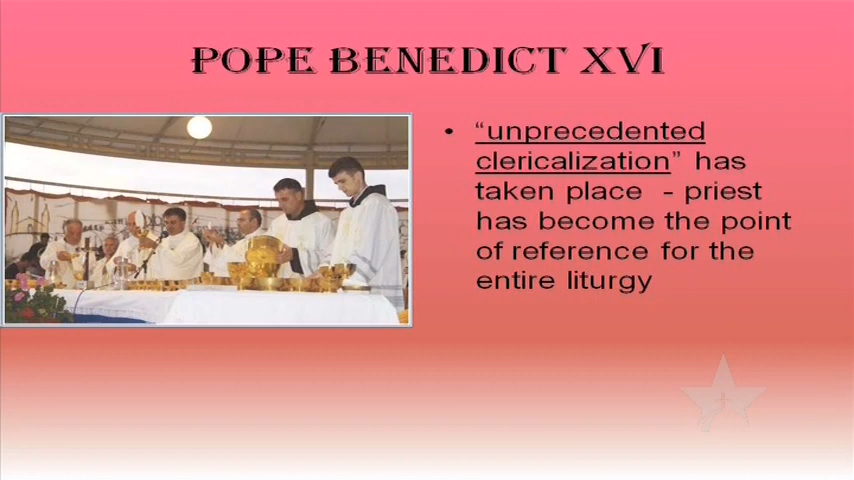 POPE BENEDICT XVI
• “unprecedented
clericalization” has
taken place - priest
has become the point
of reference for the
entire liturgy